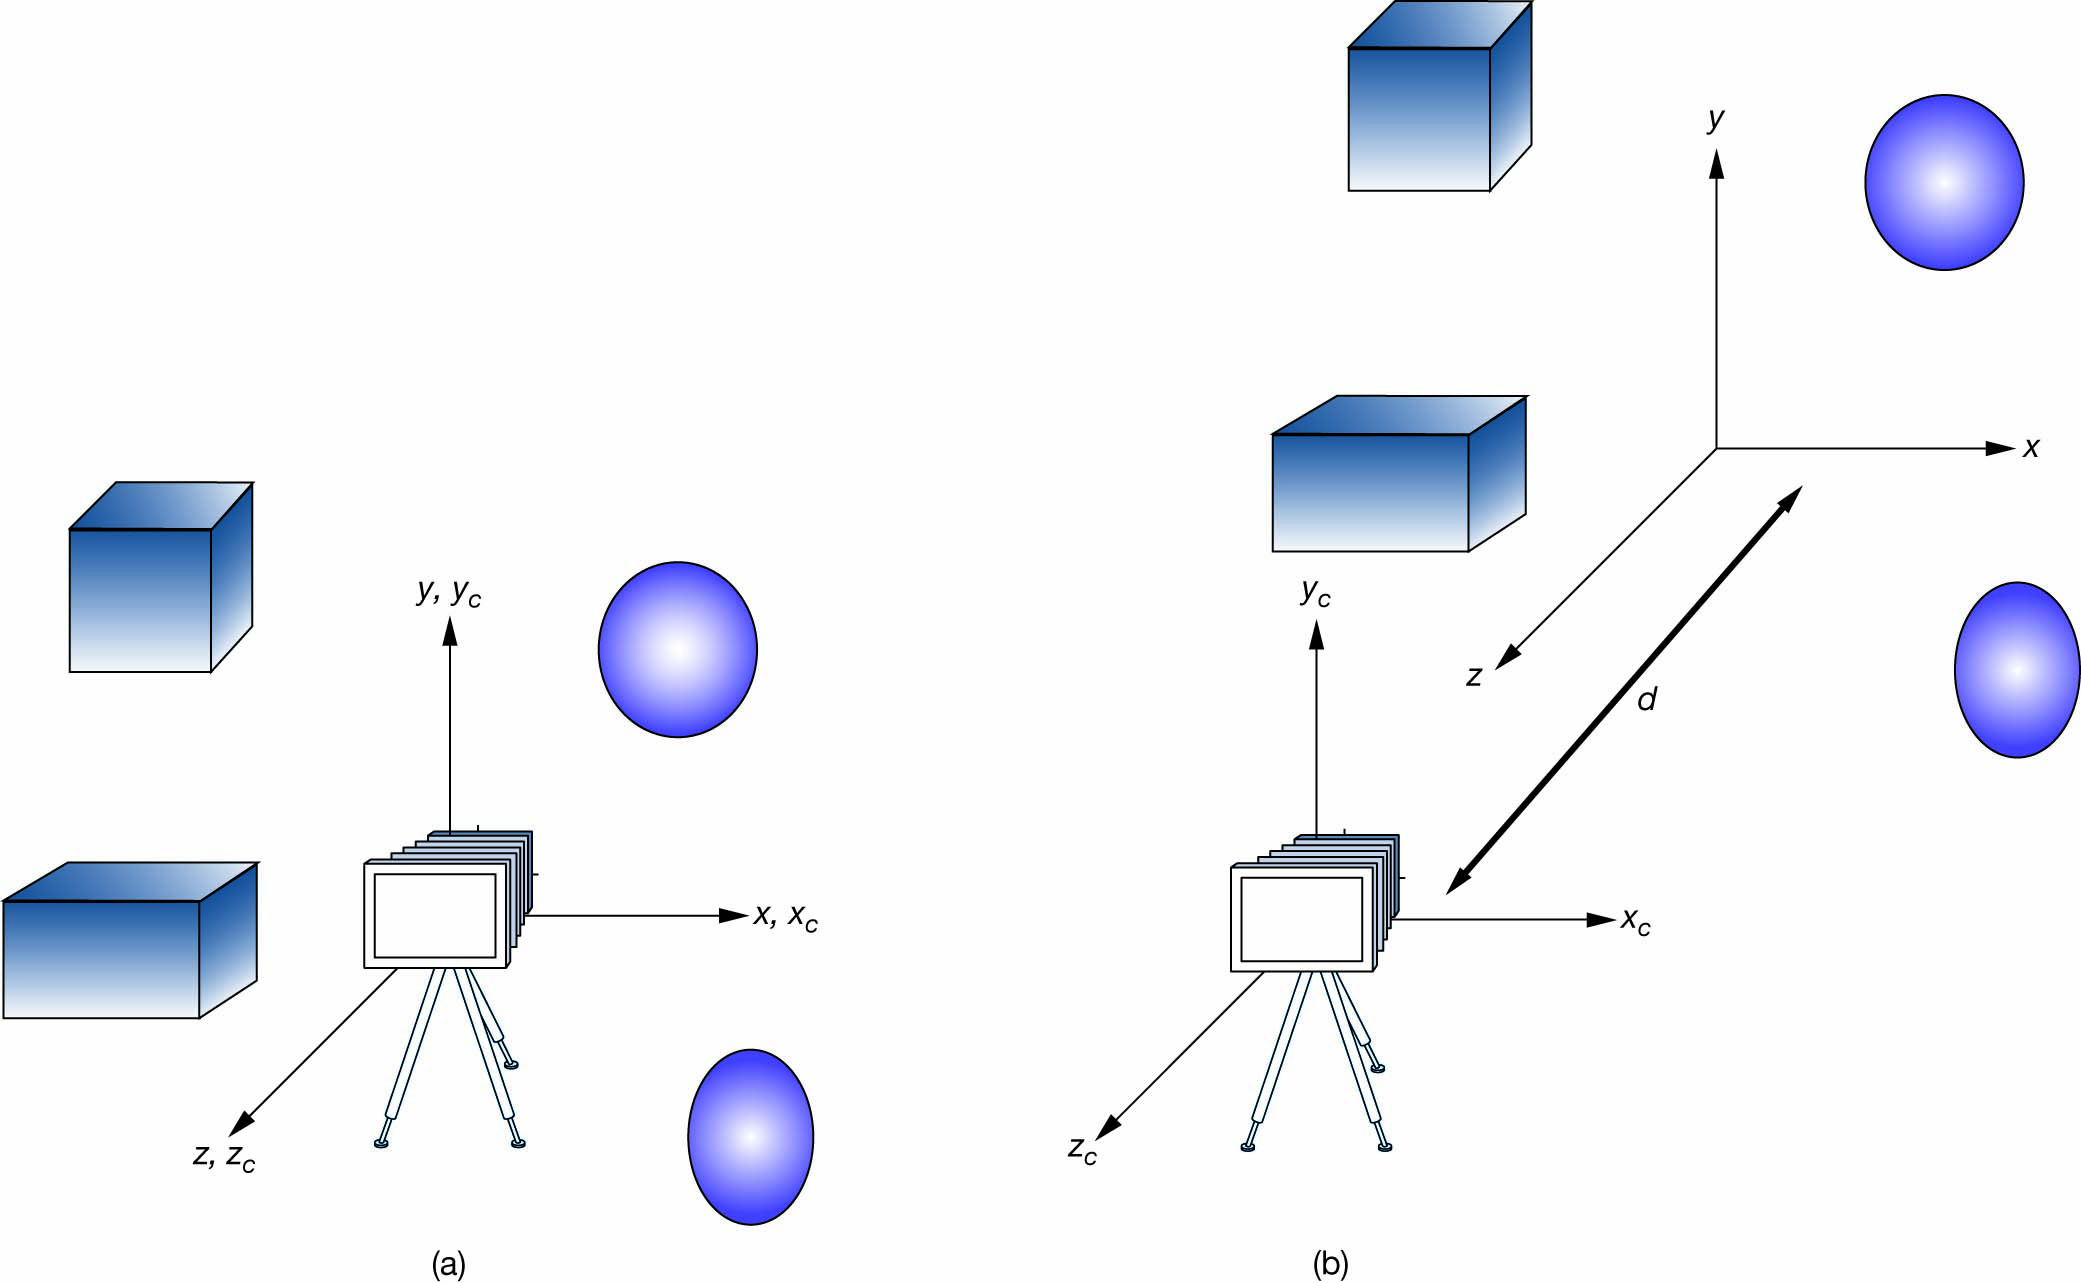 y, y_c
x, x_c
z, z_c
(a)
y
x
z
d
y_c
x_c
z_c
(b)